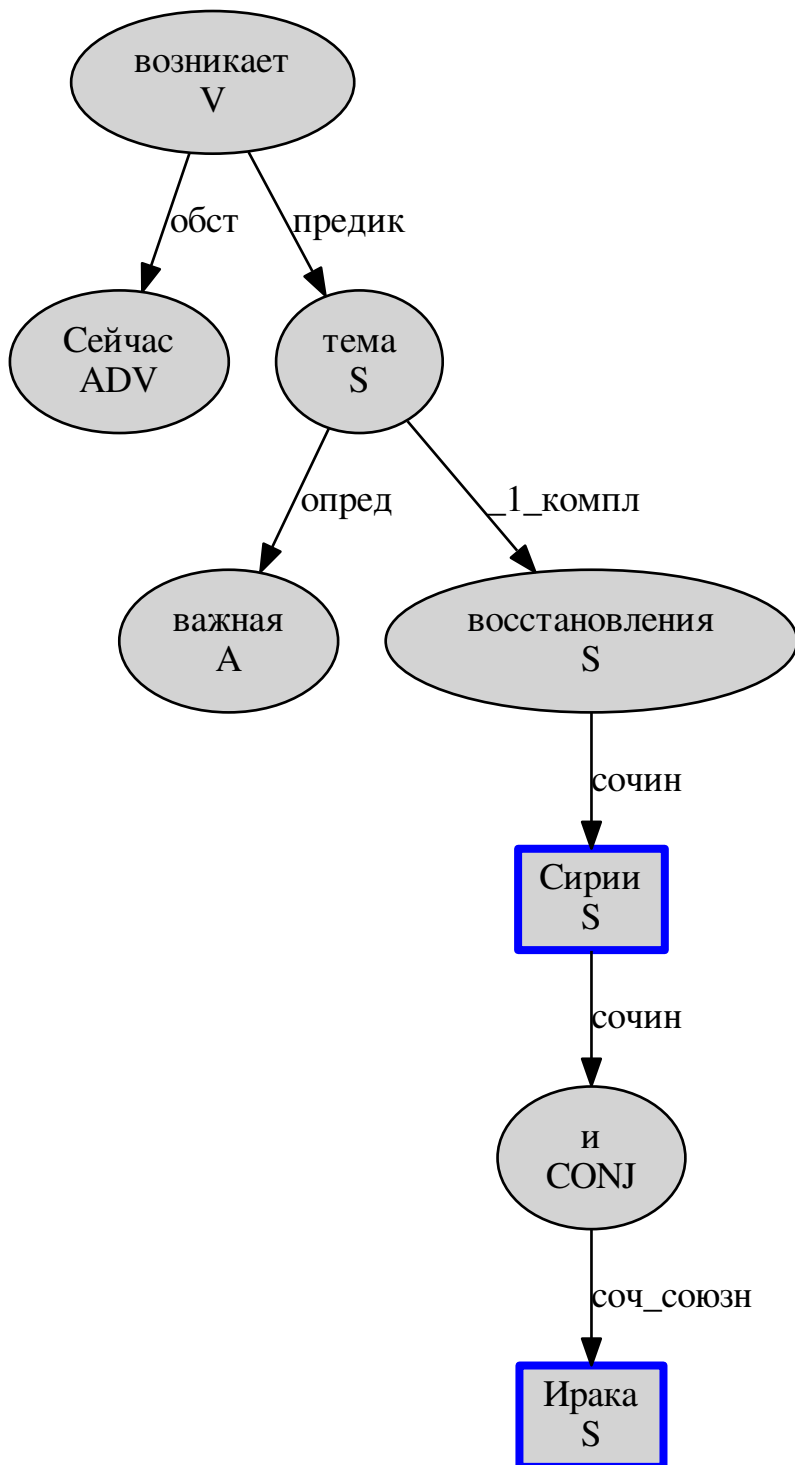 возникает
V
обст
предик
Сейчас
ADV
тема
S
опред
_1_компл
важная
A
восстановления
S
сочин
Сирии
S
сочин
и
CONJ
соч_союзн
Ирака
S